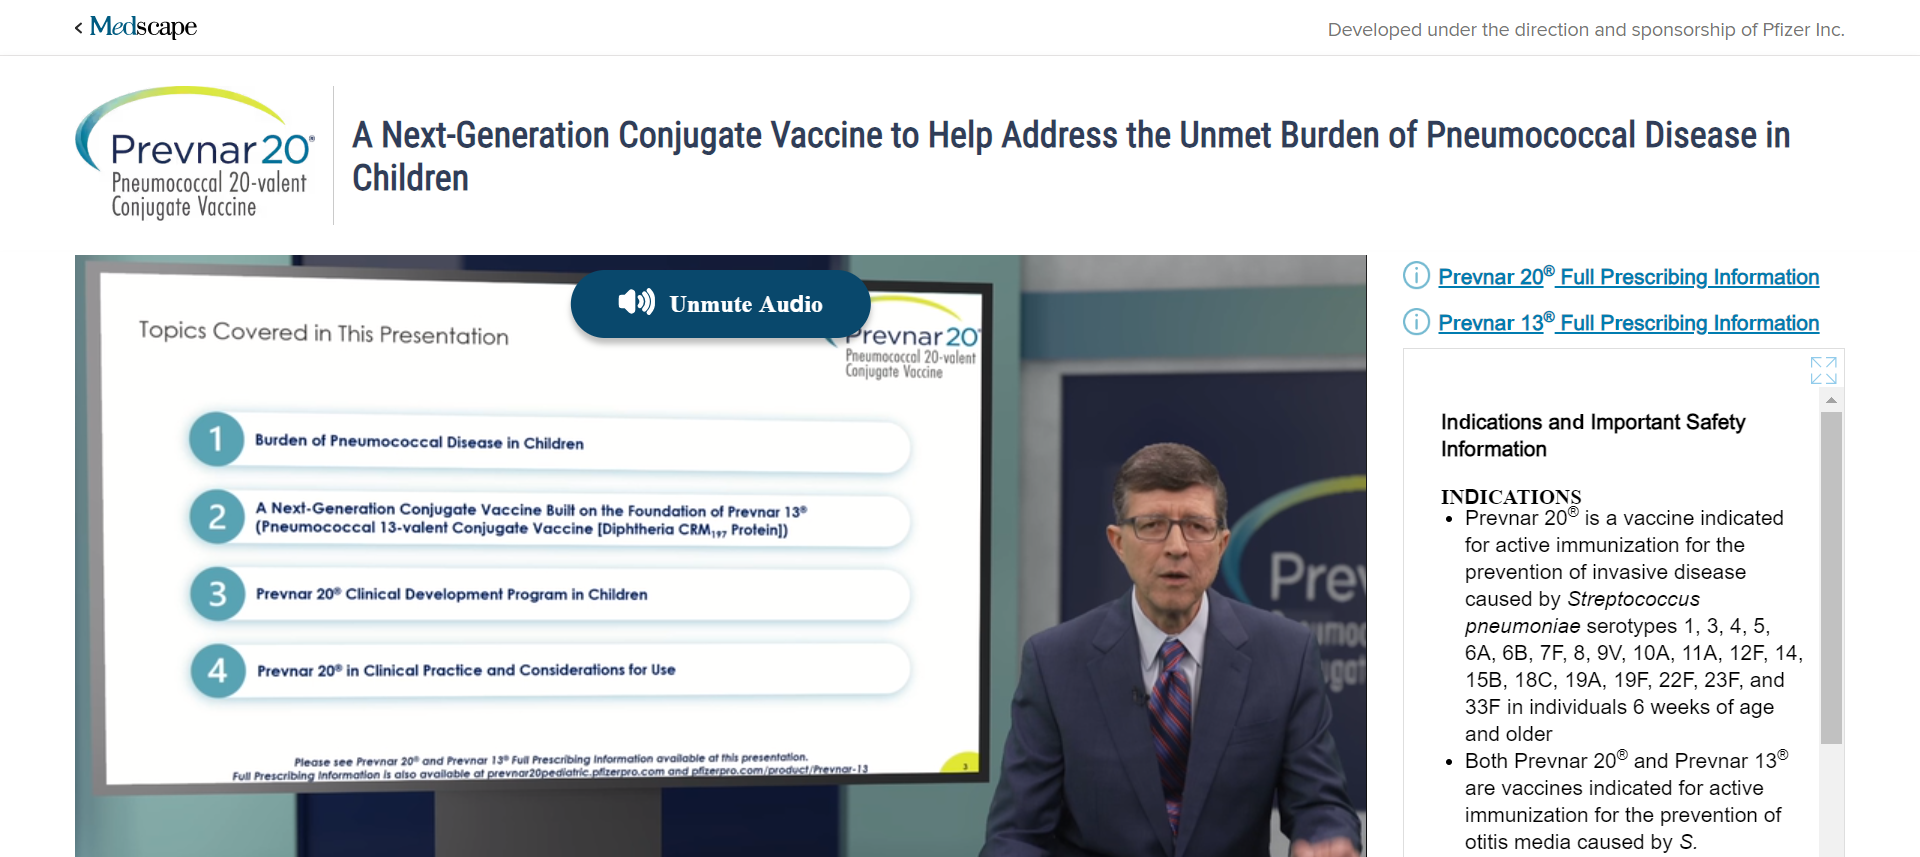 Medscape
Developed under the direction and sponsorship of Pfizer Inc.
Prevnar 20®
Pneumococcal 20-valent
Conjugate Vaccine
A Next-Generation Conjugate Vaccine to Help Address the Unmet Burden of Pneumococcal Disease in
Children
Unmute Audio
Topics Covered in This Presentation
Prevnar 20®
Pneumococcal 20-valent
Conjugate Vaccine
1 Burden of Pneumococcal Disease in Children
2 A Next-Generation Conjugate Vaccine Built on the Foundation of Prevnar 13®
(Pneumococcal 13-valent Conjugate Vaccine [Diphtheria CRM₁₉₇ Protein])
3 Prevnar 20® Clinical Development Program in Children
4 Prevnar 20® in Clinical Practice and Considerations for Use
Please see Prevnar 20® and Prevnar 13® Full Prescribing Information available at this presentation.
Full Prescribing Information is also available at prevnar20pediatric.pfizerpro.com and pfizerpro.com/product/Prevnar-13
3
Prev
Prevnar 20® Full Prescribing Information
Prevnar 13® Full Prescribing Information
Indications and Important Safety
Information
INDICATIONS
• Prevnar 20® is a vaccine indicated
for active immunization for the
prevention of invasive disease
caused by Streptococcus
pneumoniae serotypes 1, 3, 4, 5,
6A, 6B, 7F, 8, 9V, 10A, 11A, 12F, 14,
15B, 18C, 19A, 19F, 22F, 23F, and
33F in individuals 6 weeks of age
and older
• Both Prevnar 20® and Prevnar 13®
are vaccines indicated for active
immunization for the prevention of
otitis media caused by S.